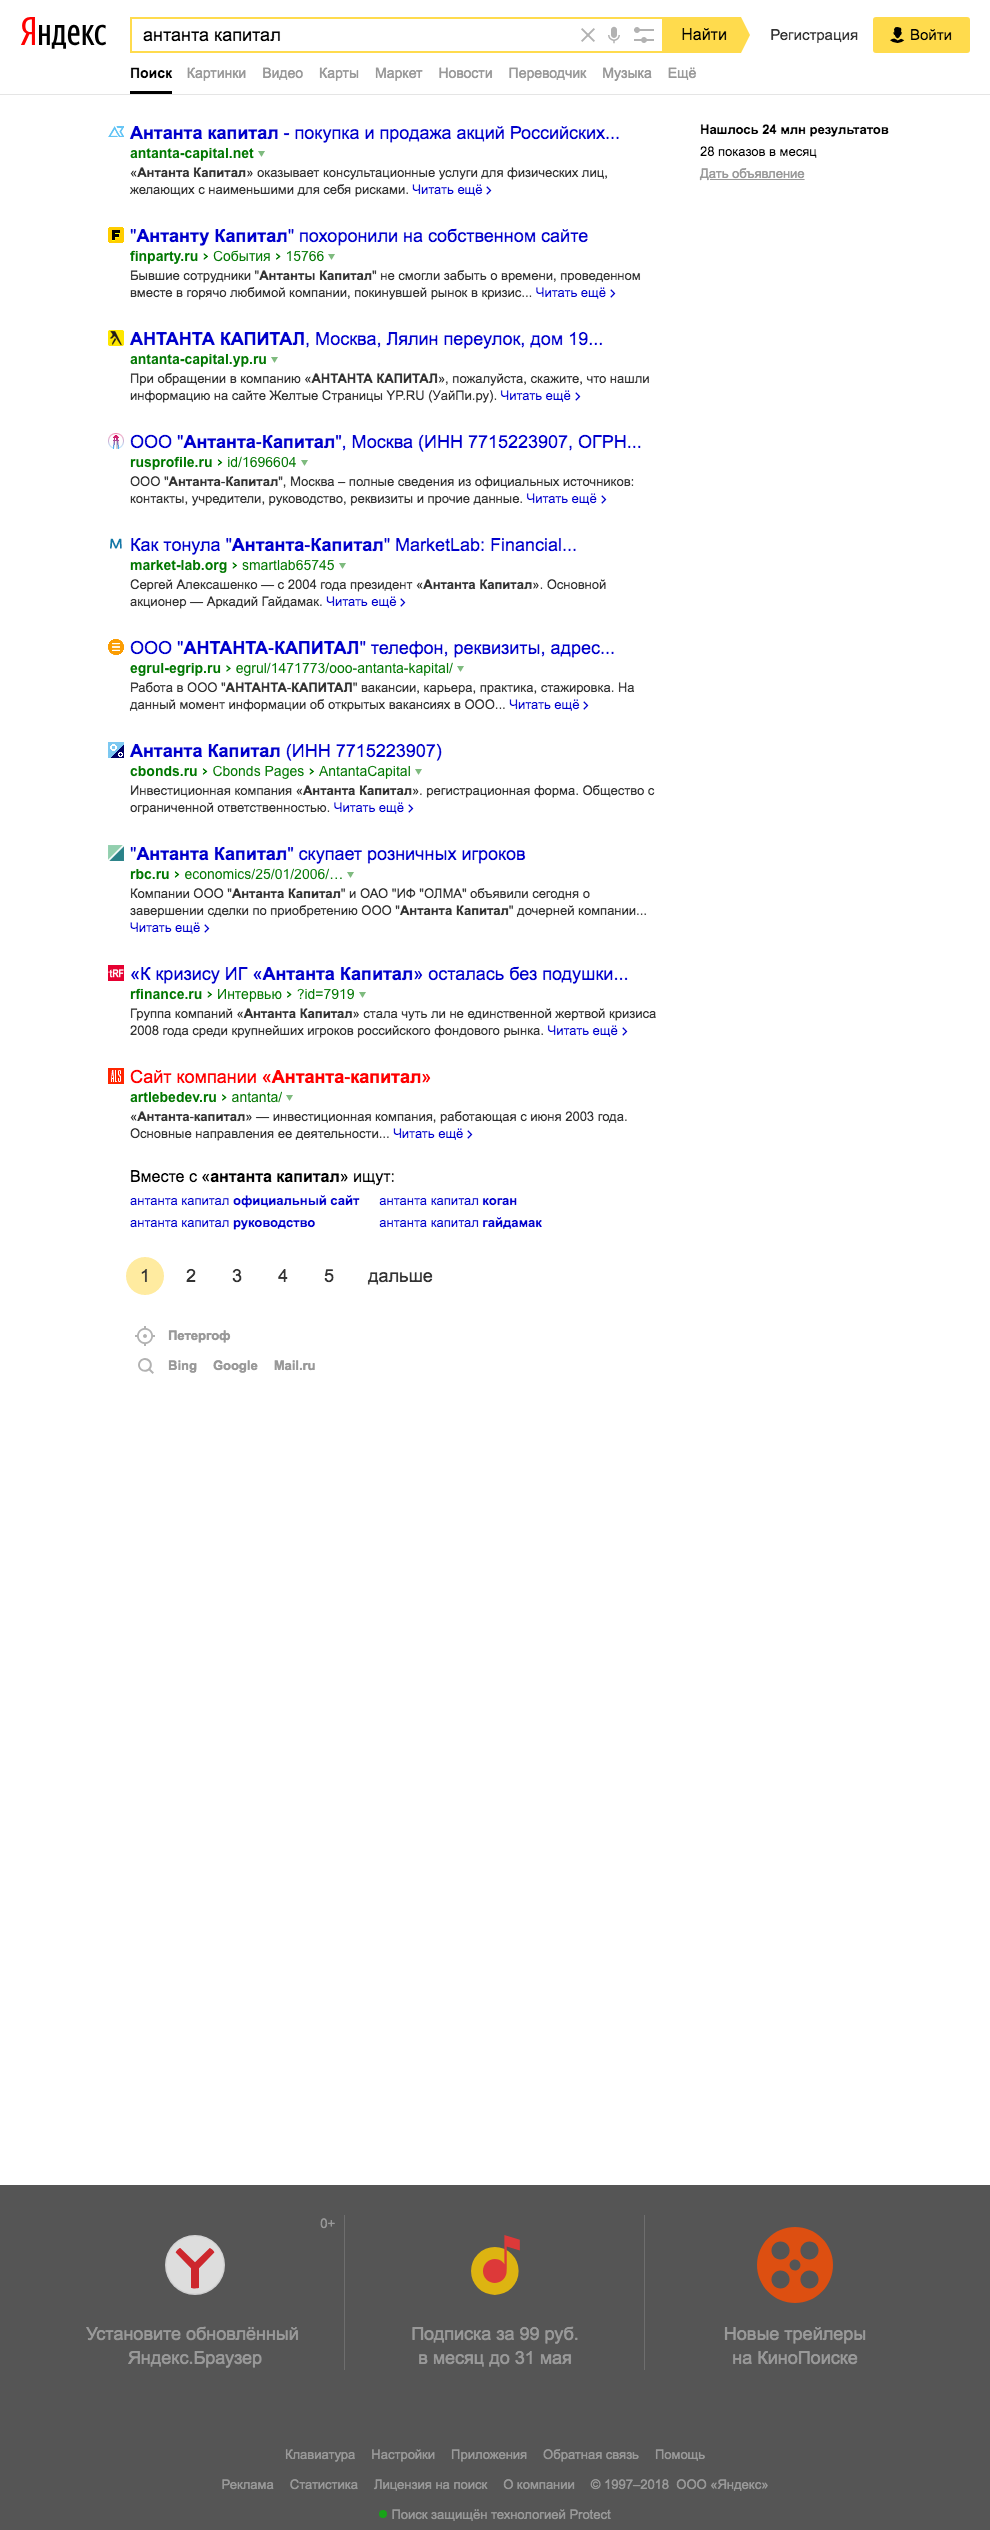 Яндекс
антанта капитал
Найти
Регистрация
Войти
Поиск Картинки Видео Карты Маркет Новости Переводчик Музыка Ещё
Антанта капитал - покупка и продажа акций Российских...
antanta-capital.net
«Антанта Капитал» оказывает консультационные услуги для физических лиц,
желающих с наименьшими для себя рисками. Читать ещё ›
Нашлось 24 млн результатов
28 показов в месяц
Дать объявление
"Антанту Капитал" похоронили на собственном сайте
finparty.ru › События › 15766
Бывшие сотрудники "Антанты Капитал" не смогли забыть о времени, проведенном
вместе в горячо любимой компании, покинувшей рынок в кризис... Читать ещё ›
АНТАНТА КАПИТАЛ, Москва, Лялин переулок, дом 19...
antanta-capital.yp.ru
При обращении в компанию «АНТАНТА КАПИТАЛ», пожалуйста, скажите, что нашли
информацию на сайте Желтые Страницы YP.RU (УайПи.ру). Читать ещё ›
ООО "Антанта-Капитал", Москва (ИНН 7715223907, ОГРН...
rusprofile.ru › id/1696604
ООО "Антанта-Капитал", Москва – полные сведения из официальных источников:
контакты, учредители, руководство, реквизиты и прочие данные. Читать ещё ›
Как тонула "Антанта-Капитал" MarketLab: Financial...
market-lab.org › smartlab65745
Сергей Алексашенко — с 2004 года президент «Антанта Капитал». Основной
акционер — Аркадий Гайдамак. Читать ещё ›
ООО "АНТАНТА-КАПИТАЛ" телефон, реквизиты, адрес...
egrul-egrip.ru › egrul/1471773/ooo-antanta-kapital/
Работа в ООО "АНТАНТА-КАПИТАЛ" вакансии, карьера, практика, стажировка. На
данный момент информации об открытых вакансиях в ООО... Читать ещё ›
Антанта Капитал (ИНН 7715223907)
cbonds.ru › Cbonds Pages › AntantaCapital
Инвестиционная компания «Антанта Капитал». регистрационная форма. Общество с
ограниченной ответственностью. Читать ещё ›
"Антанта Капитал" скупает розничных игроков
rbc.ru › economics/25/01/2006/…
Компании ООО "Антанта Капитал" и ОАО "ИФ "ОЛМА" объявили сегодня о
завершении сделки по приобретению ООО "Антанта Капитал" дочерней компании...
Читать ещё ›
«К кризису ИГ «Антанта Капитал» осталась без подушки...
rfinance.ru › Интервью › ?id=7919
Группа компаний «Антанта Капитал» стала чуть ли не единственной жертвой кризиса
2008 года среди крупнейших игроков российского фондового рынка. Читать ещё ›
Сайт компании «Антанта-капитал»
artlebedev.ru › antanta/
«Антанта-капитал» — инвестиционная компания, работающая с июня 2003 года.
Основные направления ее деятельности... Читать ещё ›
Вместе с «антанта капитал» ищут:
антанта капитал официальный сайт антанта капитал коган
антанта капитал руководство антанта капитал гайдамак
1 2 3 4 5 дальше
Петергоф
Bing Google Mail.ru
0+
Установите обновлённый
Яндекс.Браузер
Подписка за 99 руб.
в месяц до 31 мая
Новые трейлеры
на КиноПоиске
Клавиатура Настройки Приложения Обратная связь Помощь
Реклама Статистика Лицензия на поиск О компании © 1997–2018 ООО «Яндекс»
Поиск защищён технологией Protect